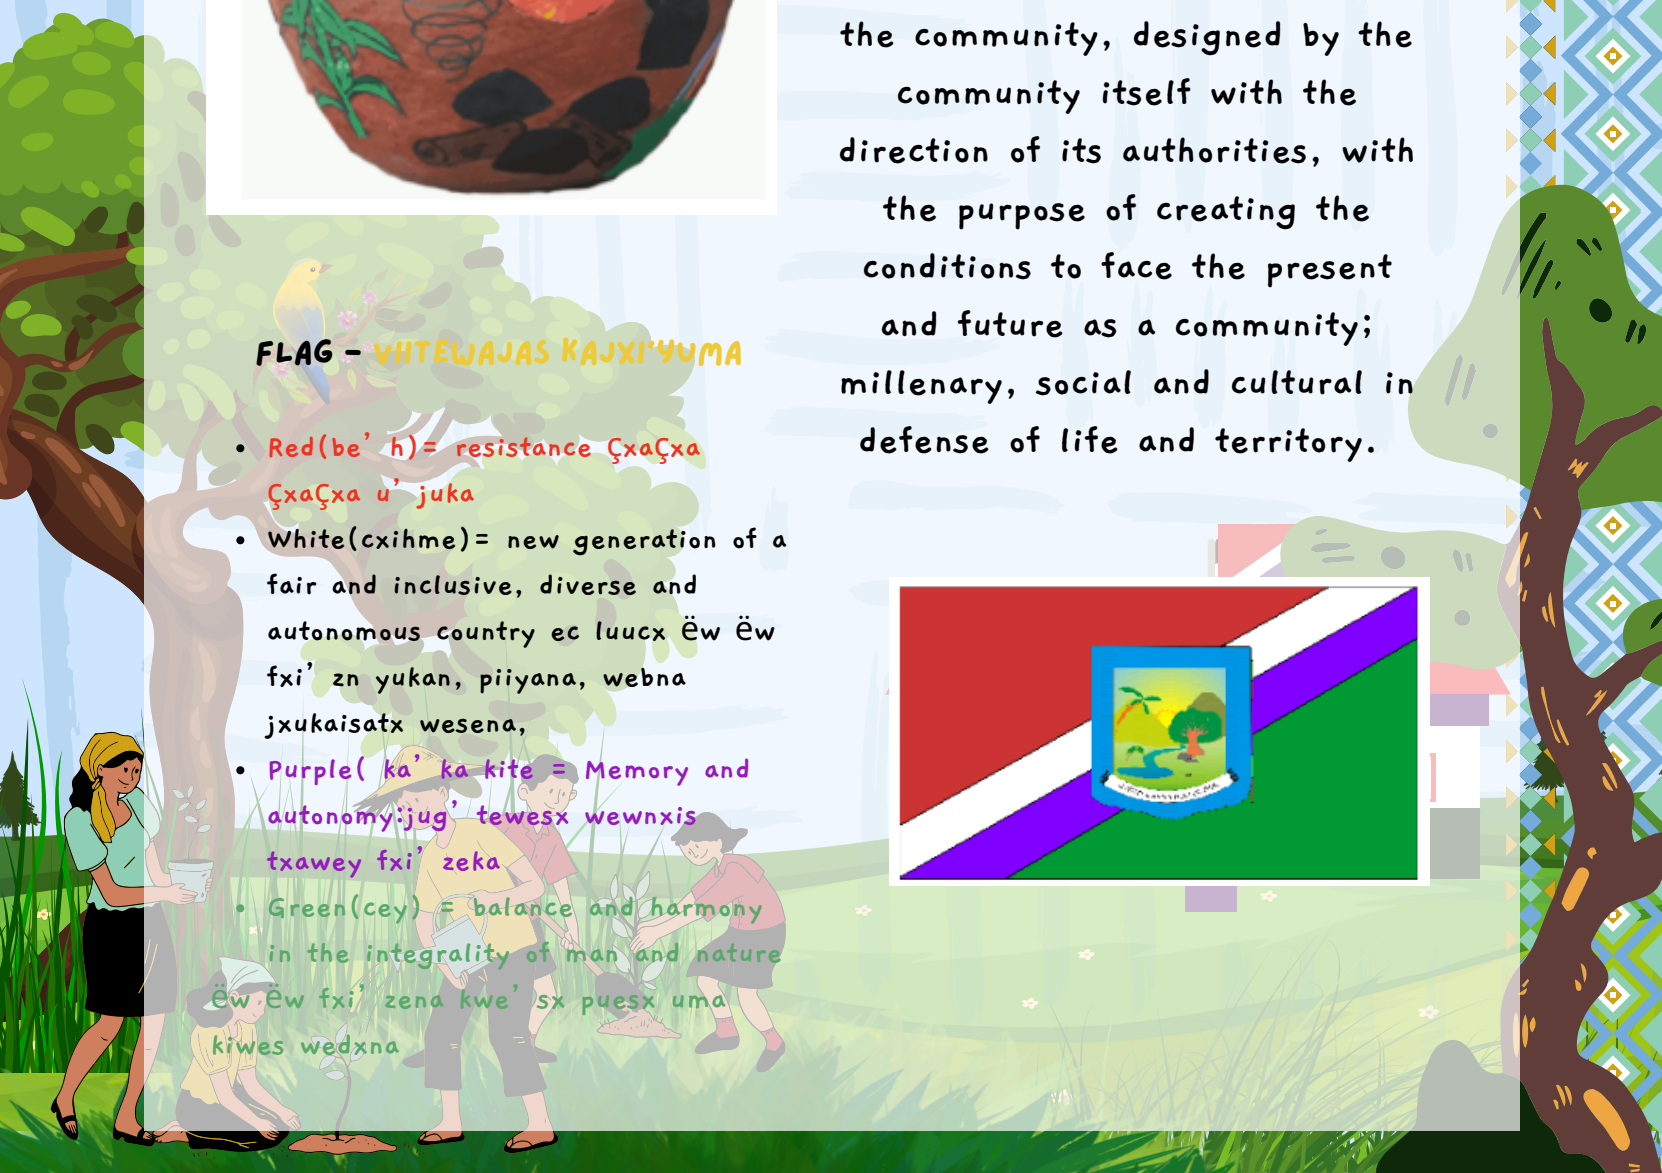 the community, designed by the
community itself with the
direction of its authorities, with
the purpose of creating the
conditions to face the present
and future as a community;
millenary, social and cultural in
defense of life and territory.
FLAG - VIITEWAJAS KAJXI'YUMA
• Red(be' h)= resistance ÇxaÇxa
ÇxaÇxa u' juka
• White(cxihme)= new generation of a
fair and inclusive, diverse and
autonomous country ec luucx ëw ëw
fxi' zn yukan, piiyana, webna
jxukaisatx wesena,
• Purple( ka' ka kite = Memory and
autonomy:jug' tewesx wewnxis
txawey fxi' zeka
• Green(cey) = balance and harmony
in the integrality of man and nature
ëw ëw fxi' zena kwe' sx puesx uma
kiwes wedxna